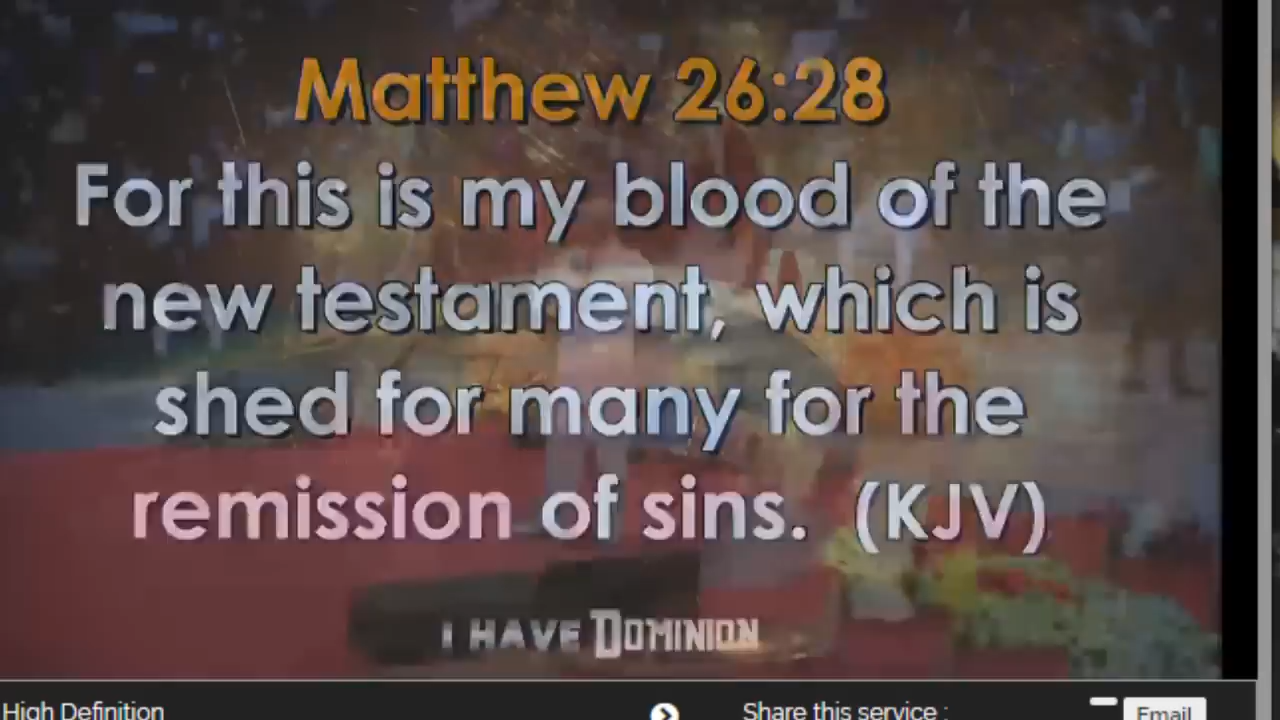 Matthew 26:28
For this is my blood of the
new testament, which is
shed for many for the
remission of sins. (KJV)
I HAVE DOMINION
High Definition
Share this service :
Email